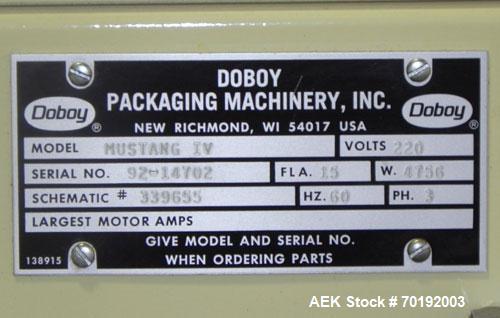 DOBOY
PACKAGING MACHINERY, INC.
Doboy ® Doboy ®
NEW RICHMOND, WI 54017 USA
MODEL MUSTANG IV VOLTS 220
SERIAL NO. 92-14702 FLA. 15 W. 4756
SCHEMATIC # 339655 HZ. 60 PH. 3
LARGEST MOTOR AMPS
GIVE MODEL AND SERIAL NO.
138915 WHEN ORDERING PARTS
AEK Stock # 70192003